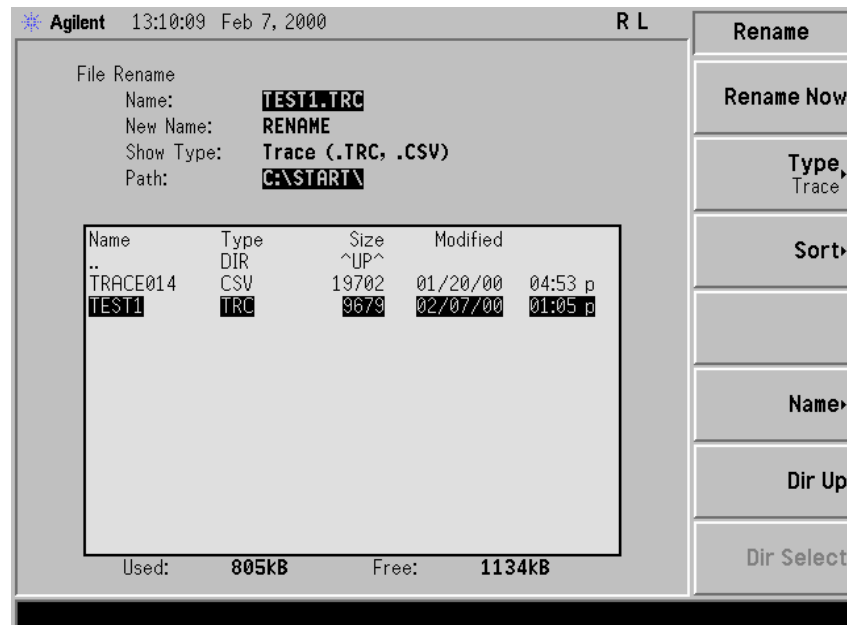 Agilent 13:10:09 Feb 7, 2000 R L
File Rename
Name: TEST1.TRC
New Name: RENAME
Show Type: Trace (.TRC, .CSV)
Path: C:\START\
Name Type Size Modified
.. DIR ^UP^
TRACE014 CSV 19702 01/20/00 04:53 p
TEST1 TRC 9679 02/07/00 01:05 p
Used: 805kB Free: 1134kB
Rename
Rename Now
Type
Trace
Sort
Name
Dir Up
Dir Select